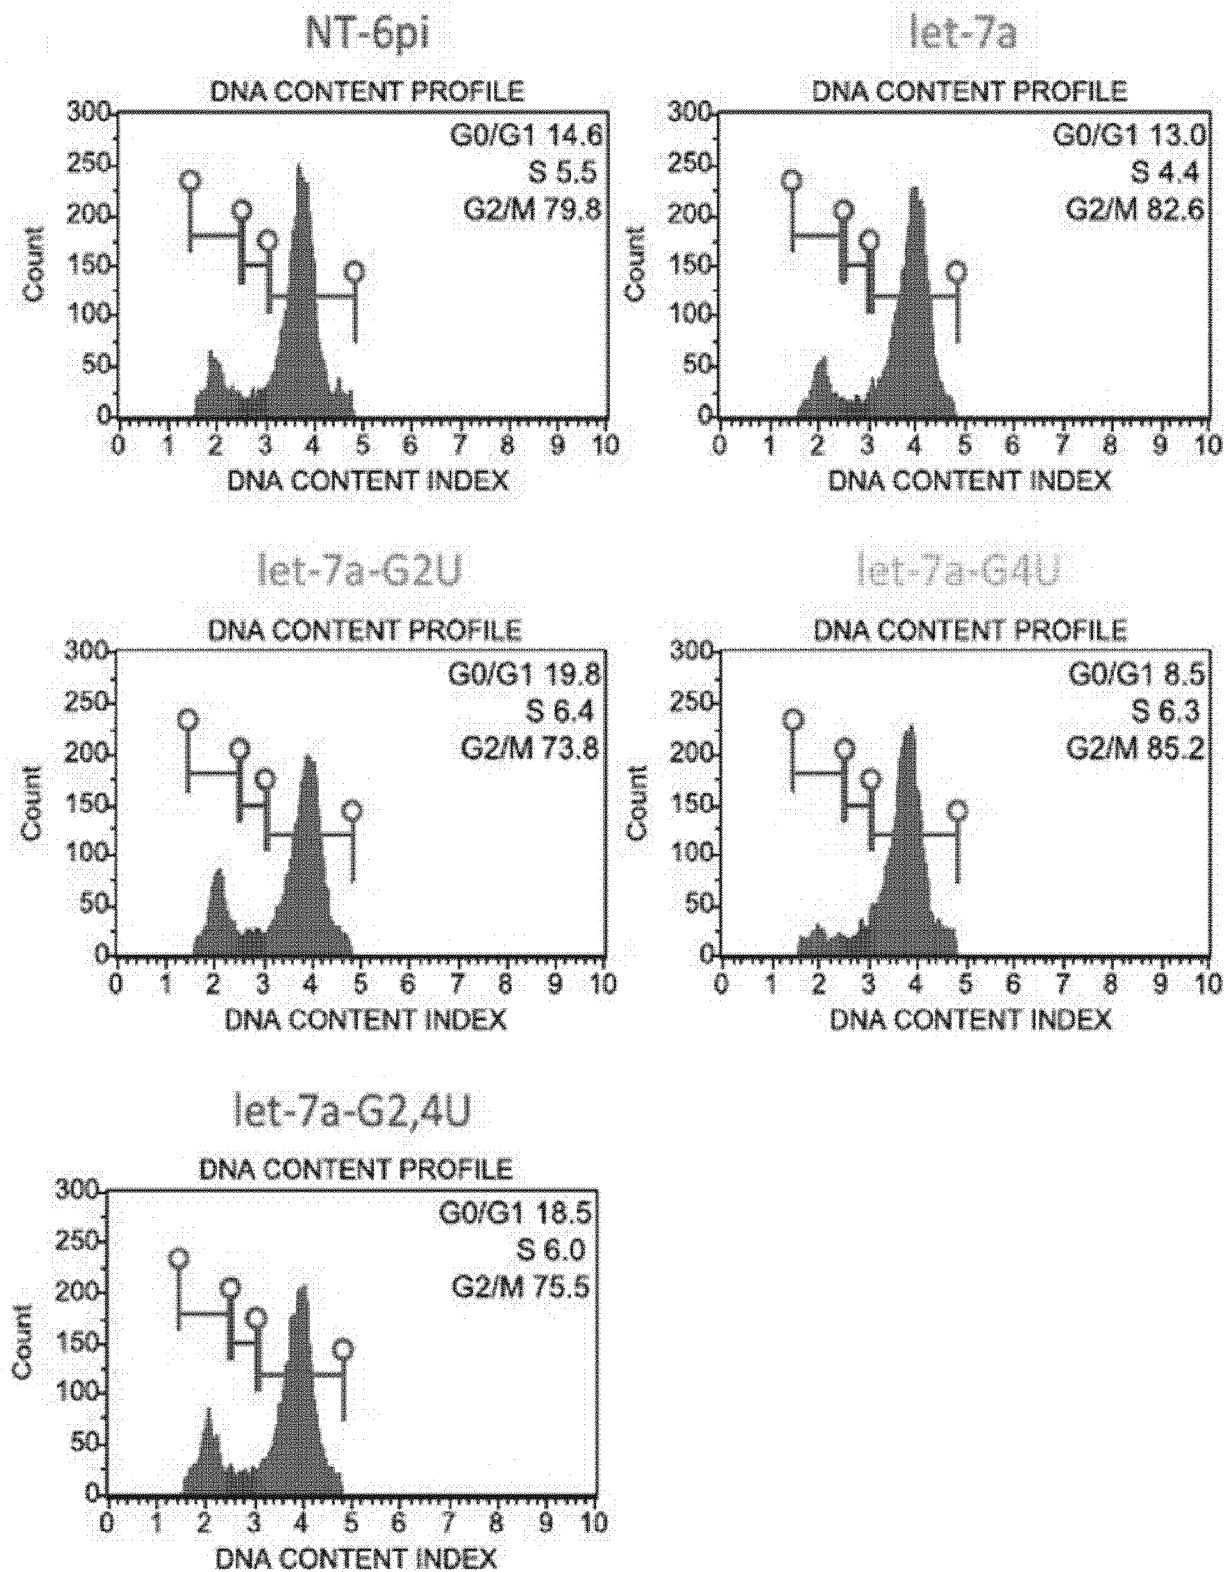 NT-6pi
DNA CONTENT PROFILE
G0/G1 14.6
S 5.5
G2/M 79.8
300
250
200
150
100
50
0
Count
0 1 2 3 4 5 6 7 8 9 10
DNA CONTENT INDEX
let-7a
DNA CONTENT PROFILE
G0/G1 13.0
S 4.4
G2/M 82.6
300
250
200
150
100
50
0
Count
0 1 2 3 4 5 6 7 8 9 10
DNA CONTENT INDEX
let-7a-G2U
DNA CONTENT PROFILE
G0/G1 19.8
S 6.4
G2/M 73.8
300
250
200
150
100
50
0
Count
0 1 2 3 4 5 6 7 8 9 10
DNA CONTENT INDEX
let-7a-G4U
DNA CONTENT PROFILE
G0/G1 8.5
S 6.3
G2/M 85.2
300
250
200
150
100
50
0
Count
0 1 2 3 4 5 6 7 8 9 10
DNA CONTENT INDEX
let-7a-G2,4U
DNA CONTENT PROFILE
G0/G1 18.5
S 6.0
G2/M 75.5
300
250
200
150
100
50
0
Count
0 1 2 3 4 5 6 7 8 9 10
DNA CONTENT INDEX